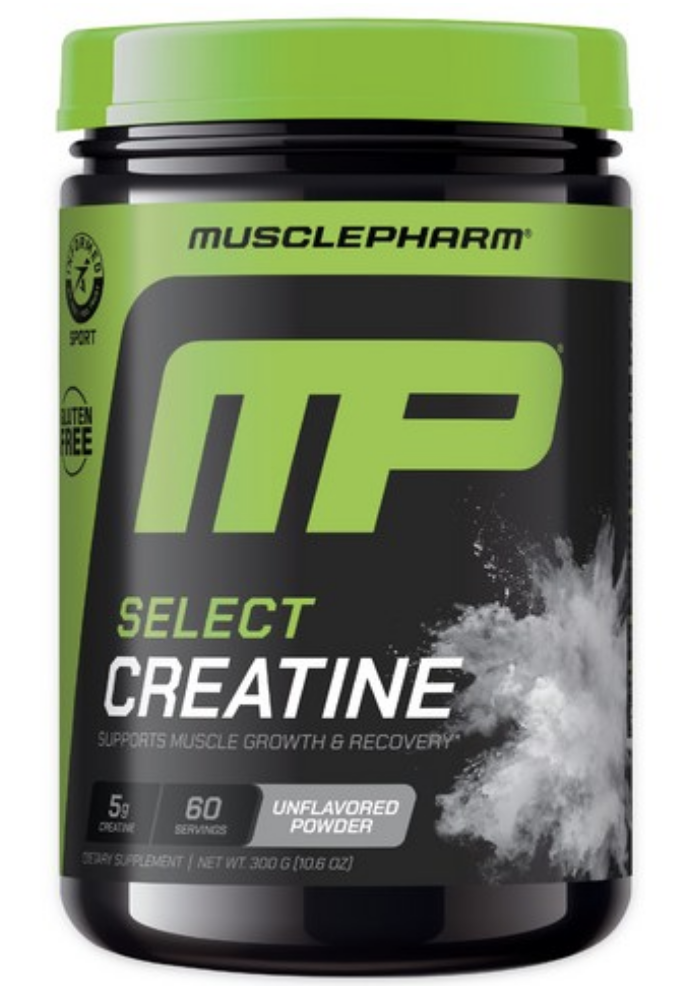 MUSCLEPHARM®
INFORMED
SPORT
GLUTEN
FREE
MP®
SELECT
CREATINE
SUPPORTS MUSCLE GROWTH & RECOVERY*
5g
CREATINE
60
SERVINGS
UNFLAVORED
POWDER
DIETARY SUPPLEMENT | NET WT. 300 G (10.6 OZ)